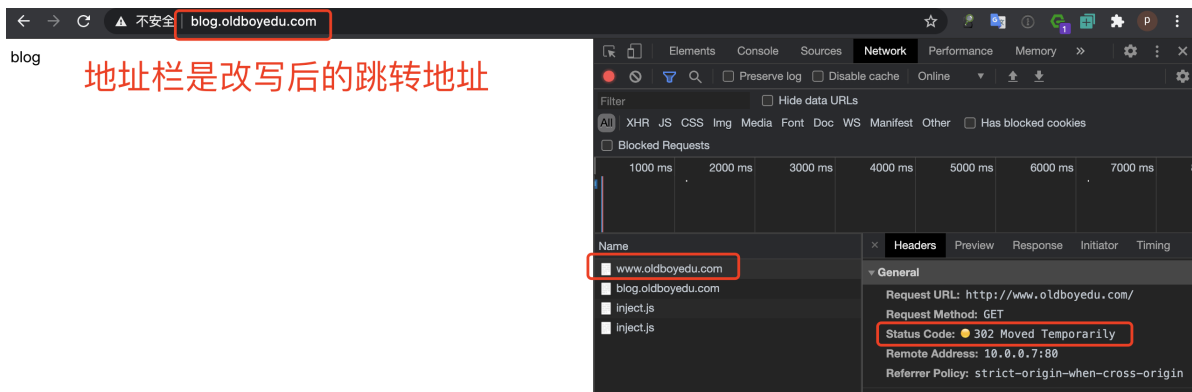 不安全 | blog.oldboyedu.com
P
blog
地址栏是改写后的跳转地址
Elements Console Sources Network Performance Memory »
Preserve log Disable cache Online
Filter Hide data URLs
All XHR JS CSS Img Media Font Doc WS Manifest Other Has blocked cookies
Blocked Requests
1000 ms 2000 ms 3000 ms 4000 ms 5000 ms 6000 ms 7000 ms
Name
× Headers Preview Response Initiator Timing
www.oldboyedu.com
blog.oldboyedu.com
inject.js
inject.js
General
Request URL: http://www.oldboyedu.com/
Request Method: GET
Status Code: 302 Moved Temporarily
Remote Address: 10.0.0.7:80
Referrer Policy: strict-origin-when-cross-origin